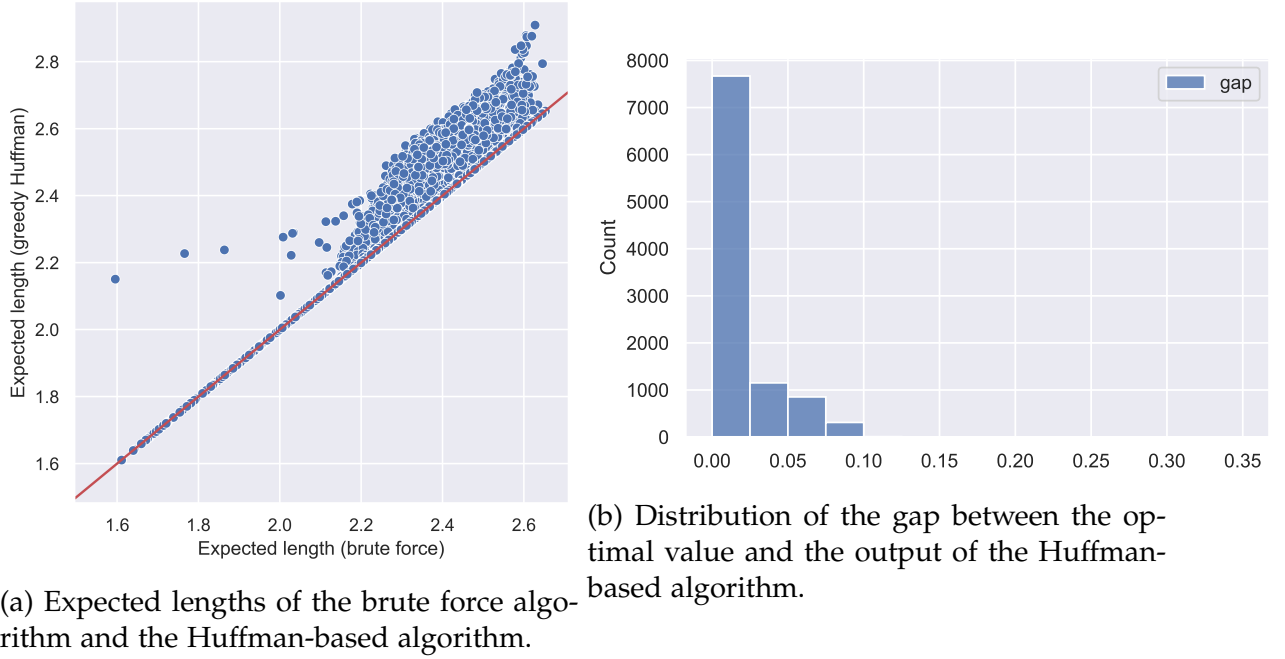 2.8
2.6
2.4
2.2
2.0
1.8
1.6
Expected length (greedy Huffman)
1.6 1.8 2.0 2.2 2.4 2.6
Expected length (brute force)
(a) Expected lengths of the brute force algo-
rithm and the Huffman-based algorithm.
8000
7000
6000
5000
4000
3000
2000
1000
0
Count
gap
0.00 0.05 0.10 0.15 0.20 0.25 0.30 0.35
(b) Distribution of the gap between the op-
timal value and the output of the Huffman-
based algorithm.